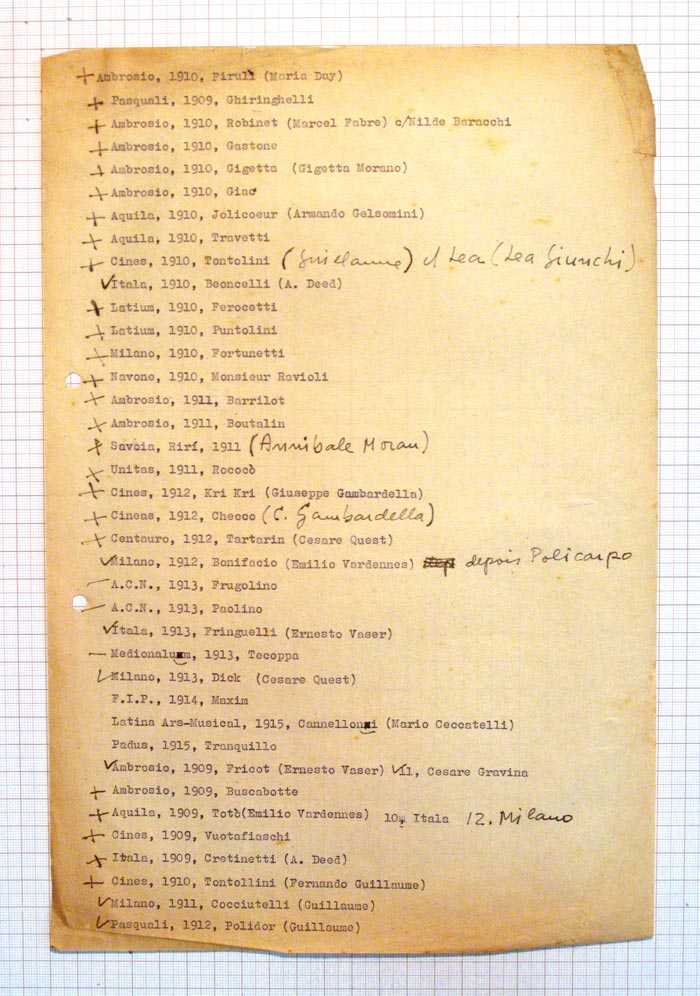 + Ambrosio, 1910, Firull (Maria Day)
+ Pasquali, 1909, Ghiringhelli
+ Ambrosio, 1910, Robinet (Marcel Fabre) c/Nilde Baracchi
+ Ambrosio, 1910, Gastone
+ Ambrosio, 1910, Gigetta (Gigetta Morano)
+ Ambrosio, 1910, Giac
+ Aquila, 1910, Jolicoeur (Armando Gelsomini)
+ Aquila, 1910, Travetti
+ Cines, 1910, Tontolini (Guillaume) c/ Lea (Lea Giunchi)
✓ Itala, 1910, Beoncelli (A. Deed)
+ Latium, 1910, Ferocetti
+ Latium, 1910, Puntolini
+ Milano, 1910, Fortunetti
+ Navone, 1910, Monsieur Ravioli
+ Ambrosio, 1911, Barrilot
+ Ambrosio, 1911, Boutalin
+ Savoia, Rirí, 1911 (Annibale Moran)
+ Unitas, 1911, Rococò
+ Cines, 1912, Kri Kri (Giuseppe Gambardella)
+ Cineas, 1912, Checco (C. Gambardella)
+ Centauro, 1912, Tartarin (Cesare Quest)
✓ Milano, 1912, Bonifacio (Emilio Vardennes) depois Policarpo
— A.C.N., 1913, Frugolino
— A.C.N., 1913, Paolino
✓ Itala, 1913, Fringuelli (Ernesto Vaser)
— Medionalum, 1913, Tecoppa
✓ Milano, 1913, Dick (Cesare Quest)
F.I.P., 1914, Maxim
Latina Ars-Musical, 1915, Cannelloni (Mario Ceccatelli)
Padus, 1915, Tranquillo
✓ Ambrosio, 1909, Fricot (Ernesto Vaser) ✓11, Cesare Gravina
+ Ambrosio, 1909, Buscabotte
+ Aquila, 1909, Totò(Emilio Vardennes) 10, Itala 12. Milano
+ Cines, 1909, Vuotafiaschi
+ Itala, 1909, Cretinetti (A. Deed)
+ Cines, 1910, Tontollini (Fernando Guillaume)
✓ Milano, 1911, Cocciutelli (Guillaume)
✓ Pasquali, 1912, Polidor (Guillaume)